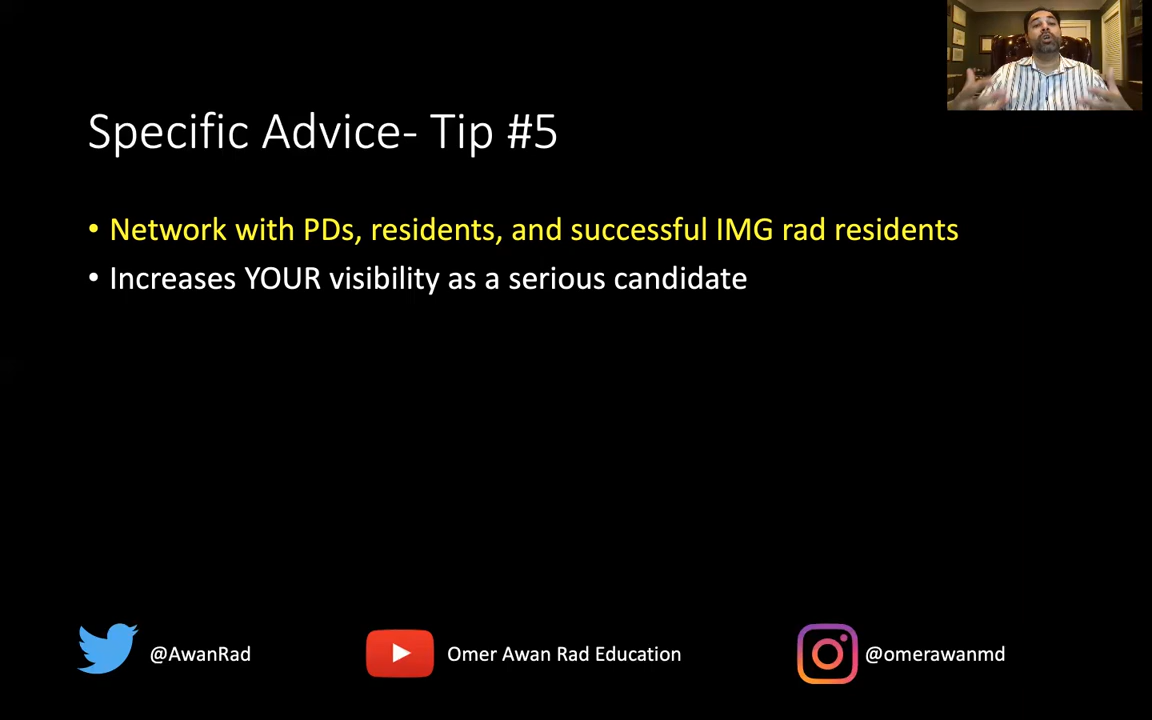 Specific Advice- Tip #5
• Network with PDs, residents, and successful IMG rad residents
• Increases YOUR visibility as a serious candidate
@AwanRad
Omer Awan Rad Education
@omerawanmd